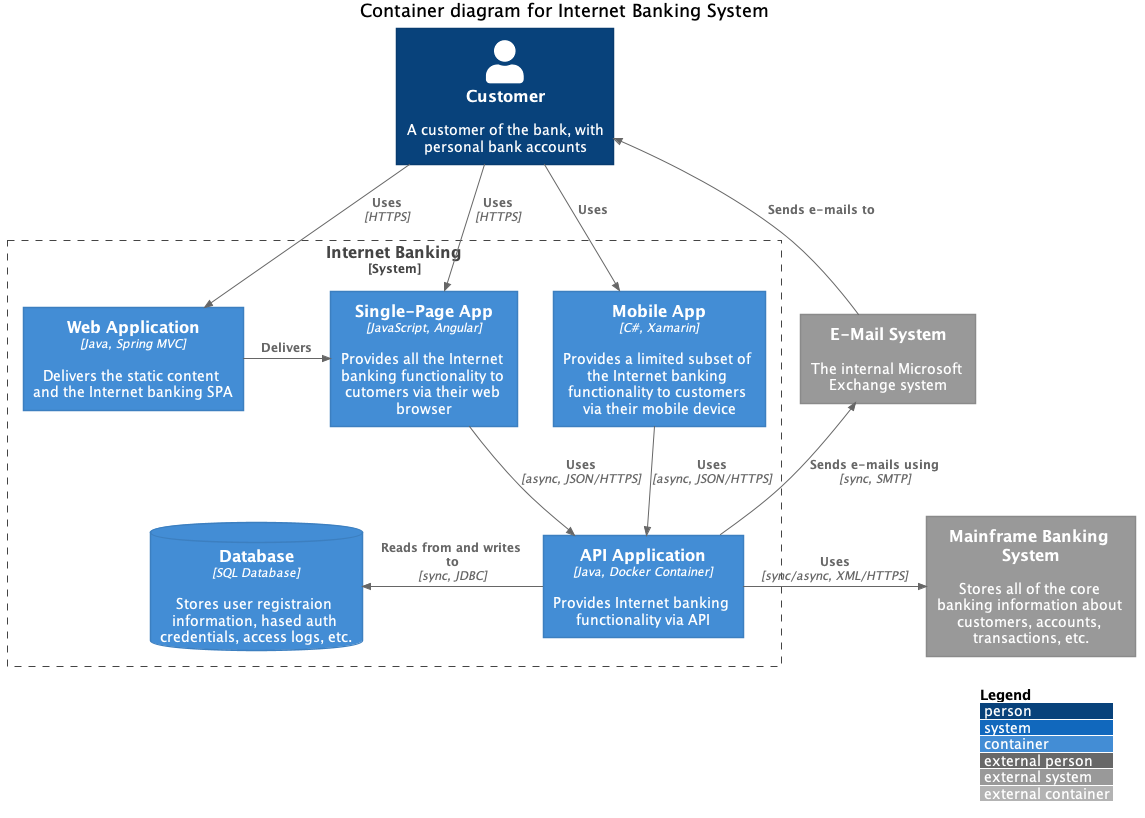 Container diagram for Internet Banking System
Customer
A customer of the bank, with
personal bank accounts
Uses
[HTTPS]
Uses
[HTTPS]
Uses
Sends e-mails to
Internet Banking
[System]
Web Application
[Java, Spring MVC]
Delivers the static content
and the Internet banking SPA
Delivers
Single-Page App
[JavaScript, Angular]
Provides all the Internet
banking functionality to
cutomers via their web
browser
Mobile App
[C#, Xamarin]
Provides a limited subset of
the Internet banking
functionality to customers
via their mobile device
E-Mail System
The internal Microsoft
Exchange system
Uses
[async, JSON/HTTPS]
Uses
[async, JSON/HTTPS]
Sends e-mails using
[sync, SMTP]
Database
[SQL Database]
Stores user registraion
information, hased auth
credentials, access logs, etc.
Reads from and writes
to
[sync, JDBC]
API Application
[Java, Docker Container]
Provides Internet banking
functionality via API
Uses
[sync/async, XML/HTTPS]
Mainframe Banking
System
Stores all of the core
banking information about
customers, accounts,
transactions, etc.
Legend
person
system
container
external person
external system
external container